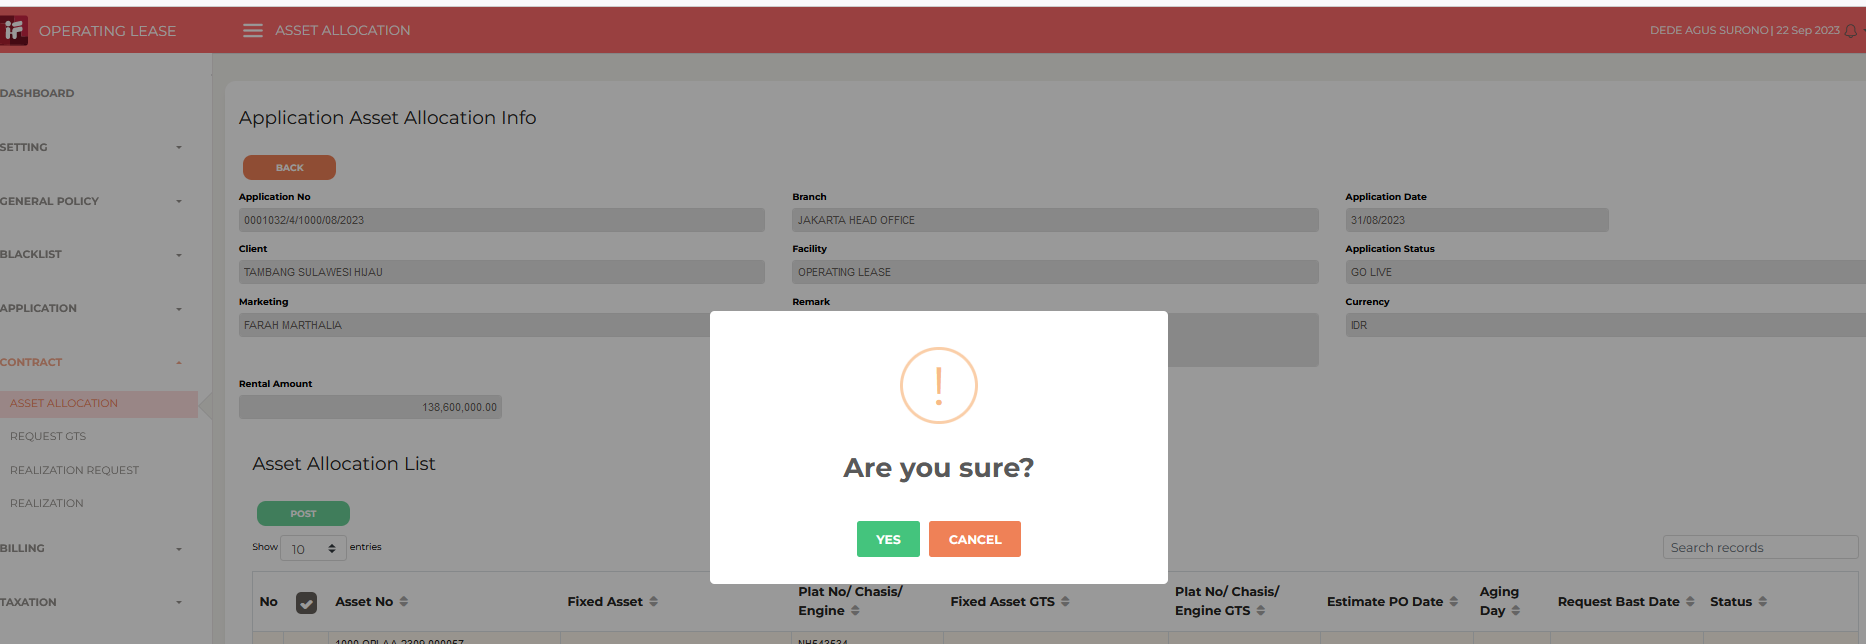 iF OPERATING LEASE
ASSET ALLOCATION
DEDE AGUS SURONO | 22 Sep 2023
DASHBOARD
SETTING
GENERAL POLICY
BLACKLIST
APPLICATION
CONTRACT
ASSET ALLOCATION
REQUEST GTS
REALIZATION REQUEST
REALIZATION
BILLING
TAXATION
Application Asset Allocation Info
BACK
Application No
0001032/4/1000/08/2023
Branch
JAKARTA HEAD OFFICE
Application Date
31/08/2023
Client
TAMBANG SULAWESI HIJAU
Facility
OPERATING LEASE
Application Status
GO LIVE
Marketing
FARAH MARTHALIA
Remark
Currency
IDR
Rental Amount
138,600,000.00
Are you sure?
YES
CANCEL
Asset Allocation List
POST
Show 10 entries
Search records
No
Asset No
Fixed Asset
Plat No/ Chasis/
Engine
Fixed Asset GTS
Plat No/ Chasis/
Engine GTS
Estimate PO Date
Aging
Day
Request Bast Date
Status